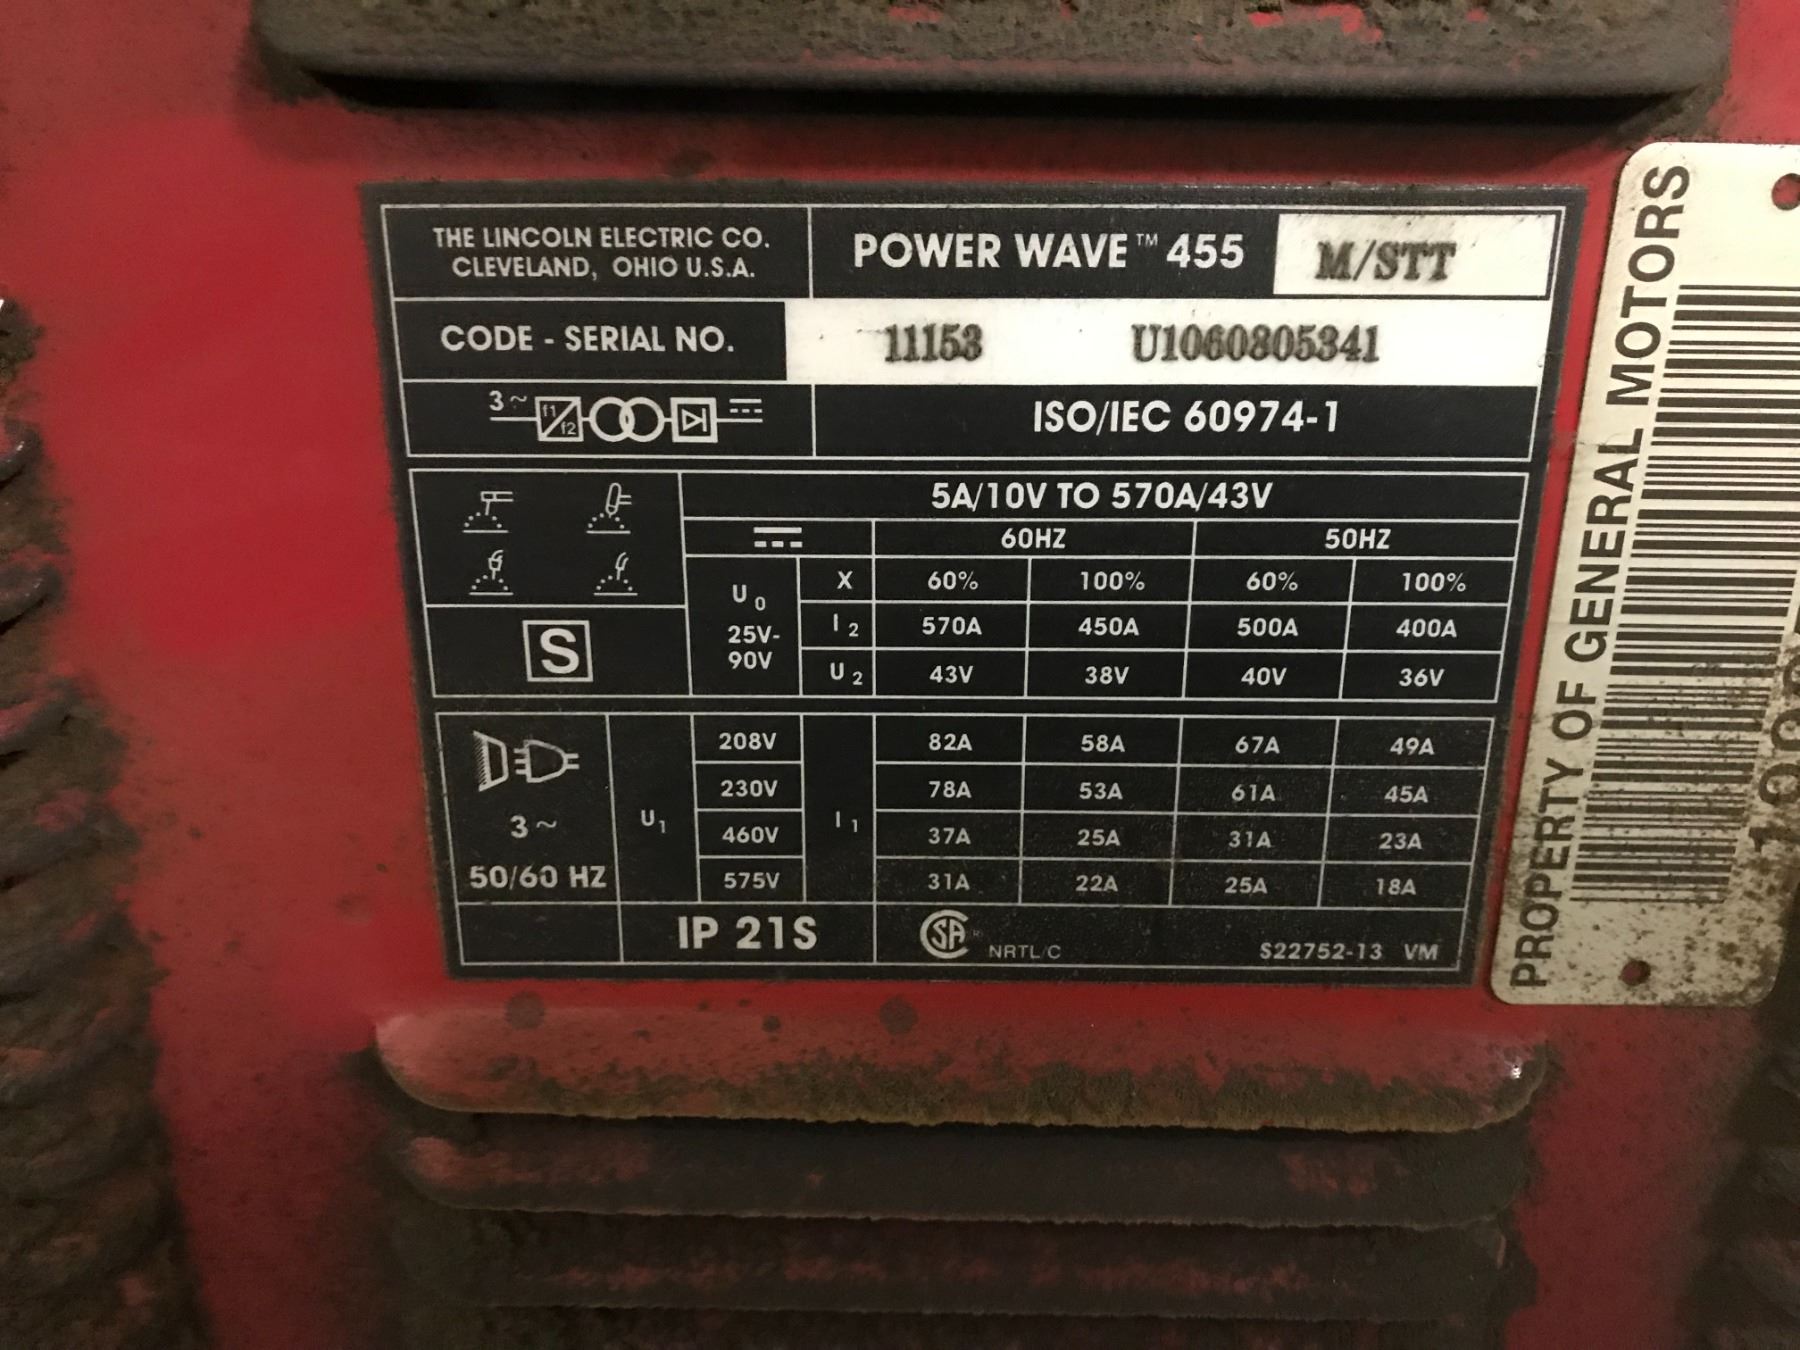 THE LINCOLN ELECTRIC CO.
CLEVELAND, OHIO U.S.A.
POWER WAVE™ 455 M/STT
CODE - SERIAL NO. 11153 U1060805341
3~ f1 f2
ISO/IEC 60974-1
5A/10V TO 570A/43V
60HZ 50HZ
U0 25V-90V
X 60% 100% 60% 100%
I2 570A 450A 500A 400A
U2 43V 38V 40V 36V
S
3~
50/60 HZ
U1 I1
208V 82A 58A 67A 49A
230V 78A 53A 61A 45A
460V 37A 25A 31A 23A
575V 31A 22A 25A 18A
IP 21S
CSA ® NRTL/C
S22752-13 VM
PROPERTY OF GENERAL MOTORS